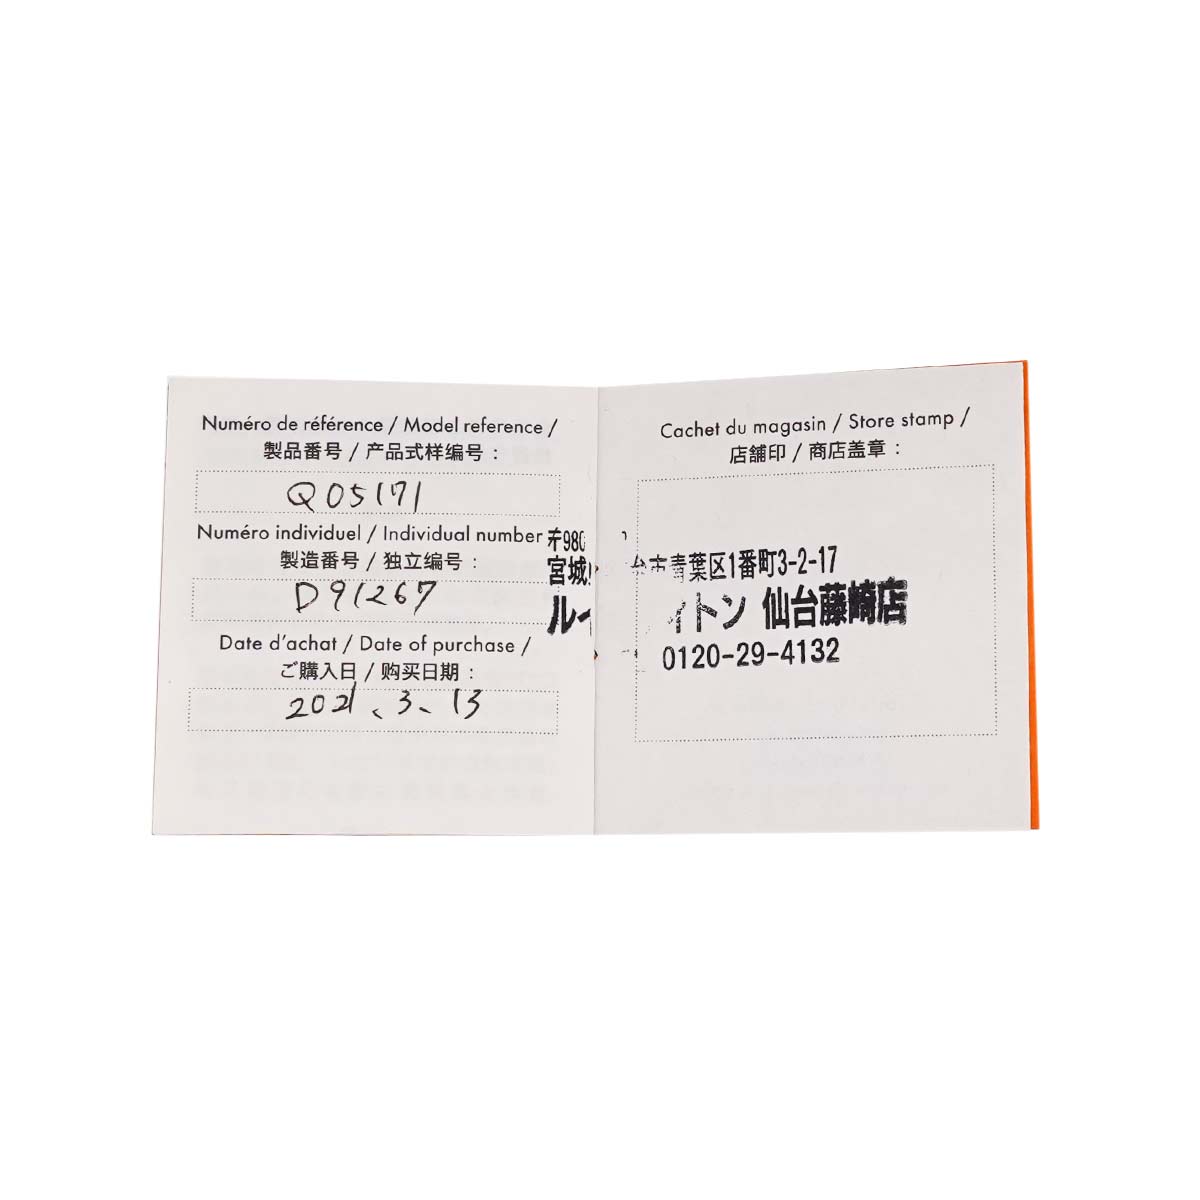 Numéro de référence / Model reference /
製品番号 / 产品式样编号 :
Q05171
Numéro individuel / Individual number
製造番号 / 独立编号 :
D91267
Date d'achat / Date of purchase /
ご購入日 / 购买日期 :
2021、3、13
Cachet du magasin / Store stamp /
店舗印 / 商店盖章 :
〒980
宮城 台市青葉区1番町3-2-17
ルイ ィトン 仙台藤崎店
0120-29-4132